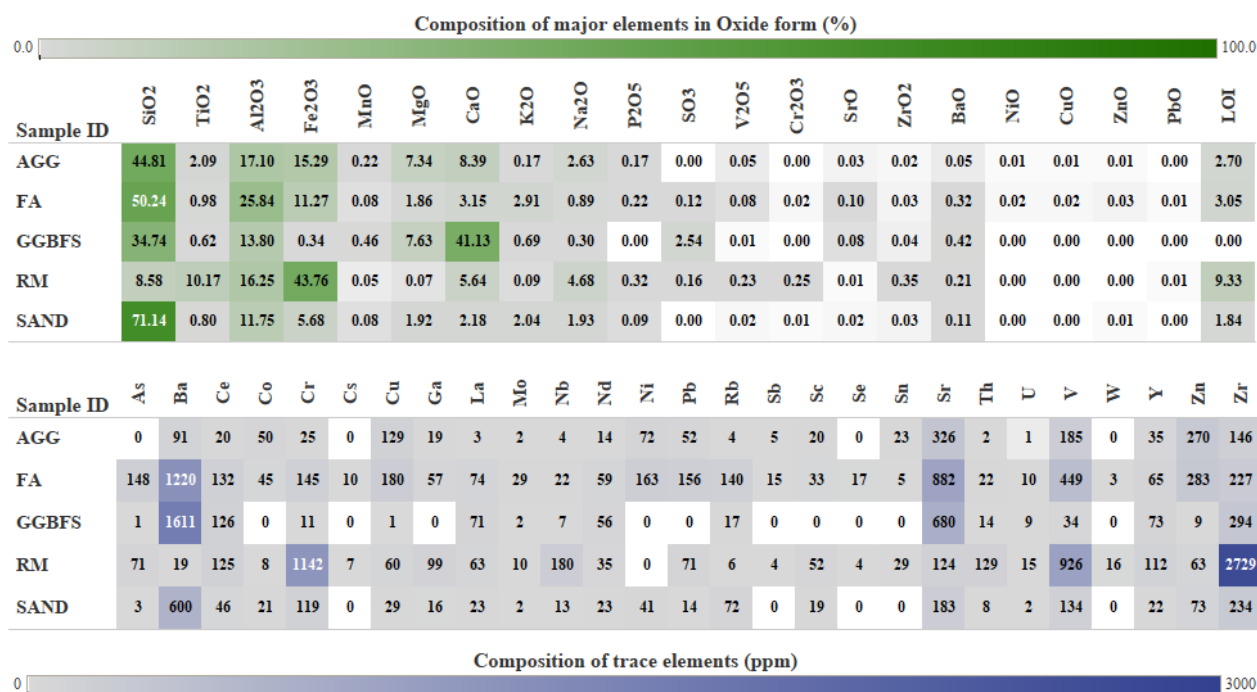 Composition of major elements in Oxide form (%)
0.0 100.0
Sample ID SiO2 TiO2 Al2O3 Fe2O3 MnO MgO CaO K2O Na2O P2O5 SO3 V2O5 Cr2O3 SrO ZrO2 BaO NiO CuO ZnO PbO LOI
AGG 44.81 2.09 17.10 15.29 0.22 7.34 8.39 0.17 2.63 0.17 0.00 0.05 0.00 0.03 0.02 0.05 0.01 0.01 0.01 0.00 2.70
FA 50.24 0.98 25.84 11.27 0.08 1.86 3.15 2.91 0.89 0.22 0.12 0.08 0.02 0.10 0.03 0.32 0.02 0.02 0.03 0.01 3.05
GGBFS 34.74 0.62 13.80 0.34 0.46 7.63 41.13 0.69 0.30 0.00 2.54 0.01 0.00 0.08 0.04 0.42 0.00 0.00 0.00 0.00 0.00
RM 8.58 10.17 16.25 43.76 0.05 0.07 5.64 0.09 4.68 0.32 0.16 0.23 0.25 0.01 0.35 0.21 0.00 0.00 0.00 0.01 9.33
SAND 71.14 0.80 11.75 5.68 0.08 1.92 2.18 2.04 1.93 0.09 0.00 0.02 0.01 0.02 0.03 0.11 0.00 0.00 0.01 0.00 1.84
Sample ID As Ba Ce Co Cr Cs Cu Ga La Mo Nb Nd Ni Pb Rb Sb Sc Se Sn Sr Th U V W Y Zn Zr
AGG 0 91 20 50 25 0 129 19 3 2 4 14 72 52 4 5 20 0 23 326 2 1 185 0 35 270 146
FA 148 1220 132 45 145 10 180 57 74 29 22 59 163 156 140 15 33 17 5 882 22 10 449 3 65 283 227
GGBFS 1 1611 126 0 11 0 1 0 71 2 7 56 0 0 17 0 0 0 0 680 14 9 34 0 73 9 294
RM 71 19 125 8 1142 7 60 99 63 10 180 35 0 71 6 4 52 4 29 124 129 15 926 16 112 63 2729
SAND 3 600 46 21 119 0 29 16 23 2 13 23 41 14 72 0 19 0 0 183 8 2 134 0 22 73 234
Composition of trace elements (ppm)
0 3000